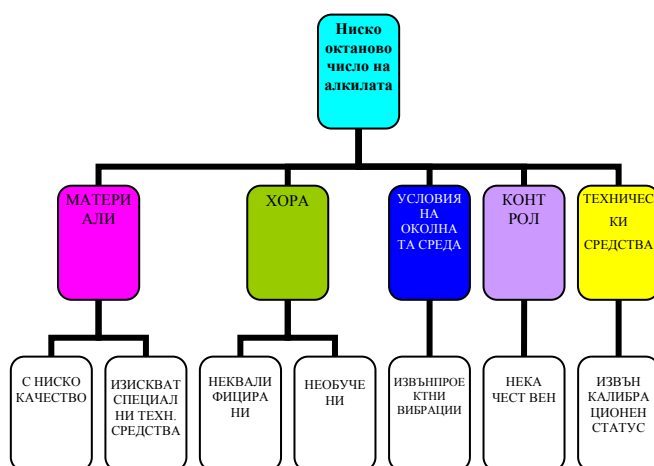 Ниско
октаново
число на
алкилата
МАТЕРИ
АЛИ
ХОРА
УСЛОВИЯ
НА
ОКОЛНА
ТА СРЕДА
КОНТ
РОЛ
ТЕХНИЧЕС
КИ
СРЕДСТВА
С НИСКО
КАЧЕСТВО
ИЗИСКВАТ
СПЕЦИАЛ
НИ ТЕХН.
СРЕДСТВА
НЕКВАЛИ
ФИЦИРА
НИ
НЕОБУЧЕ
НИ
ИЗВЪНПРОЕ
КТНИ
ВИБРАЦИИ
НЕКА
ЧЕСТ ВЕН
ИЗВЪН
КАЛИБРА
ЦИОНЕН
СТАТУС